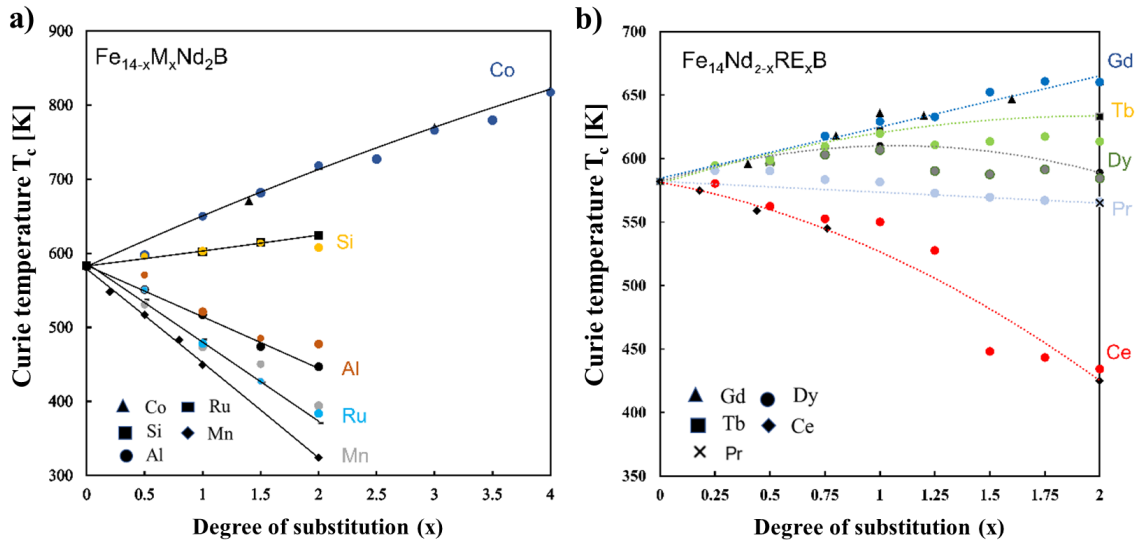 a)
Fe14-xMxNd2B
Curie temperature Tc [K]
900
800
700
600
500
400
300
Co
Si
Al
Ru
Mn
Co
Ru
Si
Mn
Al
0
0.5
1
1.5
2
2.5
3
3.5
4
Degree of substitution (x)
b)
Fe14Nd2-xRExB
Curie temperature Tc [K]
700
650
600
550
500
450
400
350
Gd
Tb
Dy
Pr
Ce
Gd
Dy
Tb
Ce
Pr
0
0.25
0.5
0.75
1
1.25
1.5
1.75
2
Degree of substitution (x)